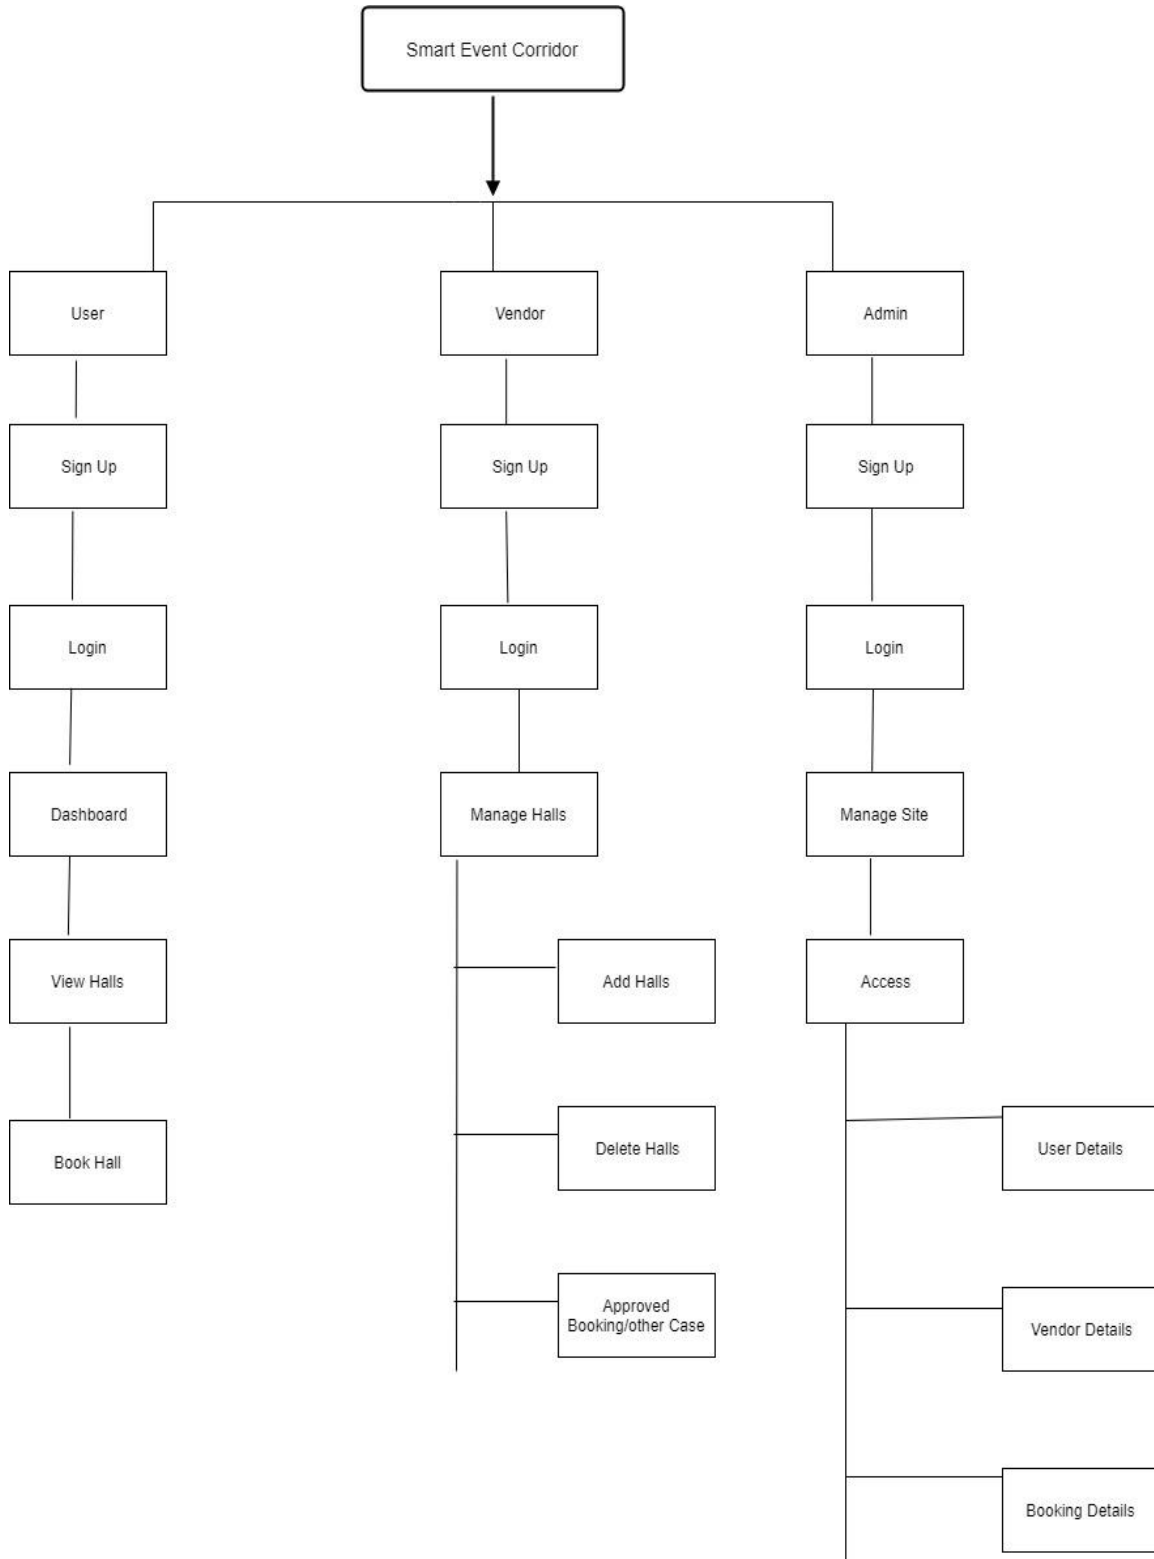 Smart Event Corridor
User
Vendor
Admin
Sign Up
Sign Up
Sign Up
Login
Login
Login
Dashboard
Manage Halls
Manage Site
View Halls
Add Halls
Access
Book Hall
Delete Halls
User Details
Approved
Booking/other Case
Vendor Details
Booking Details